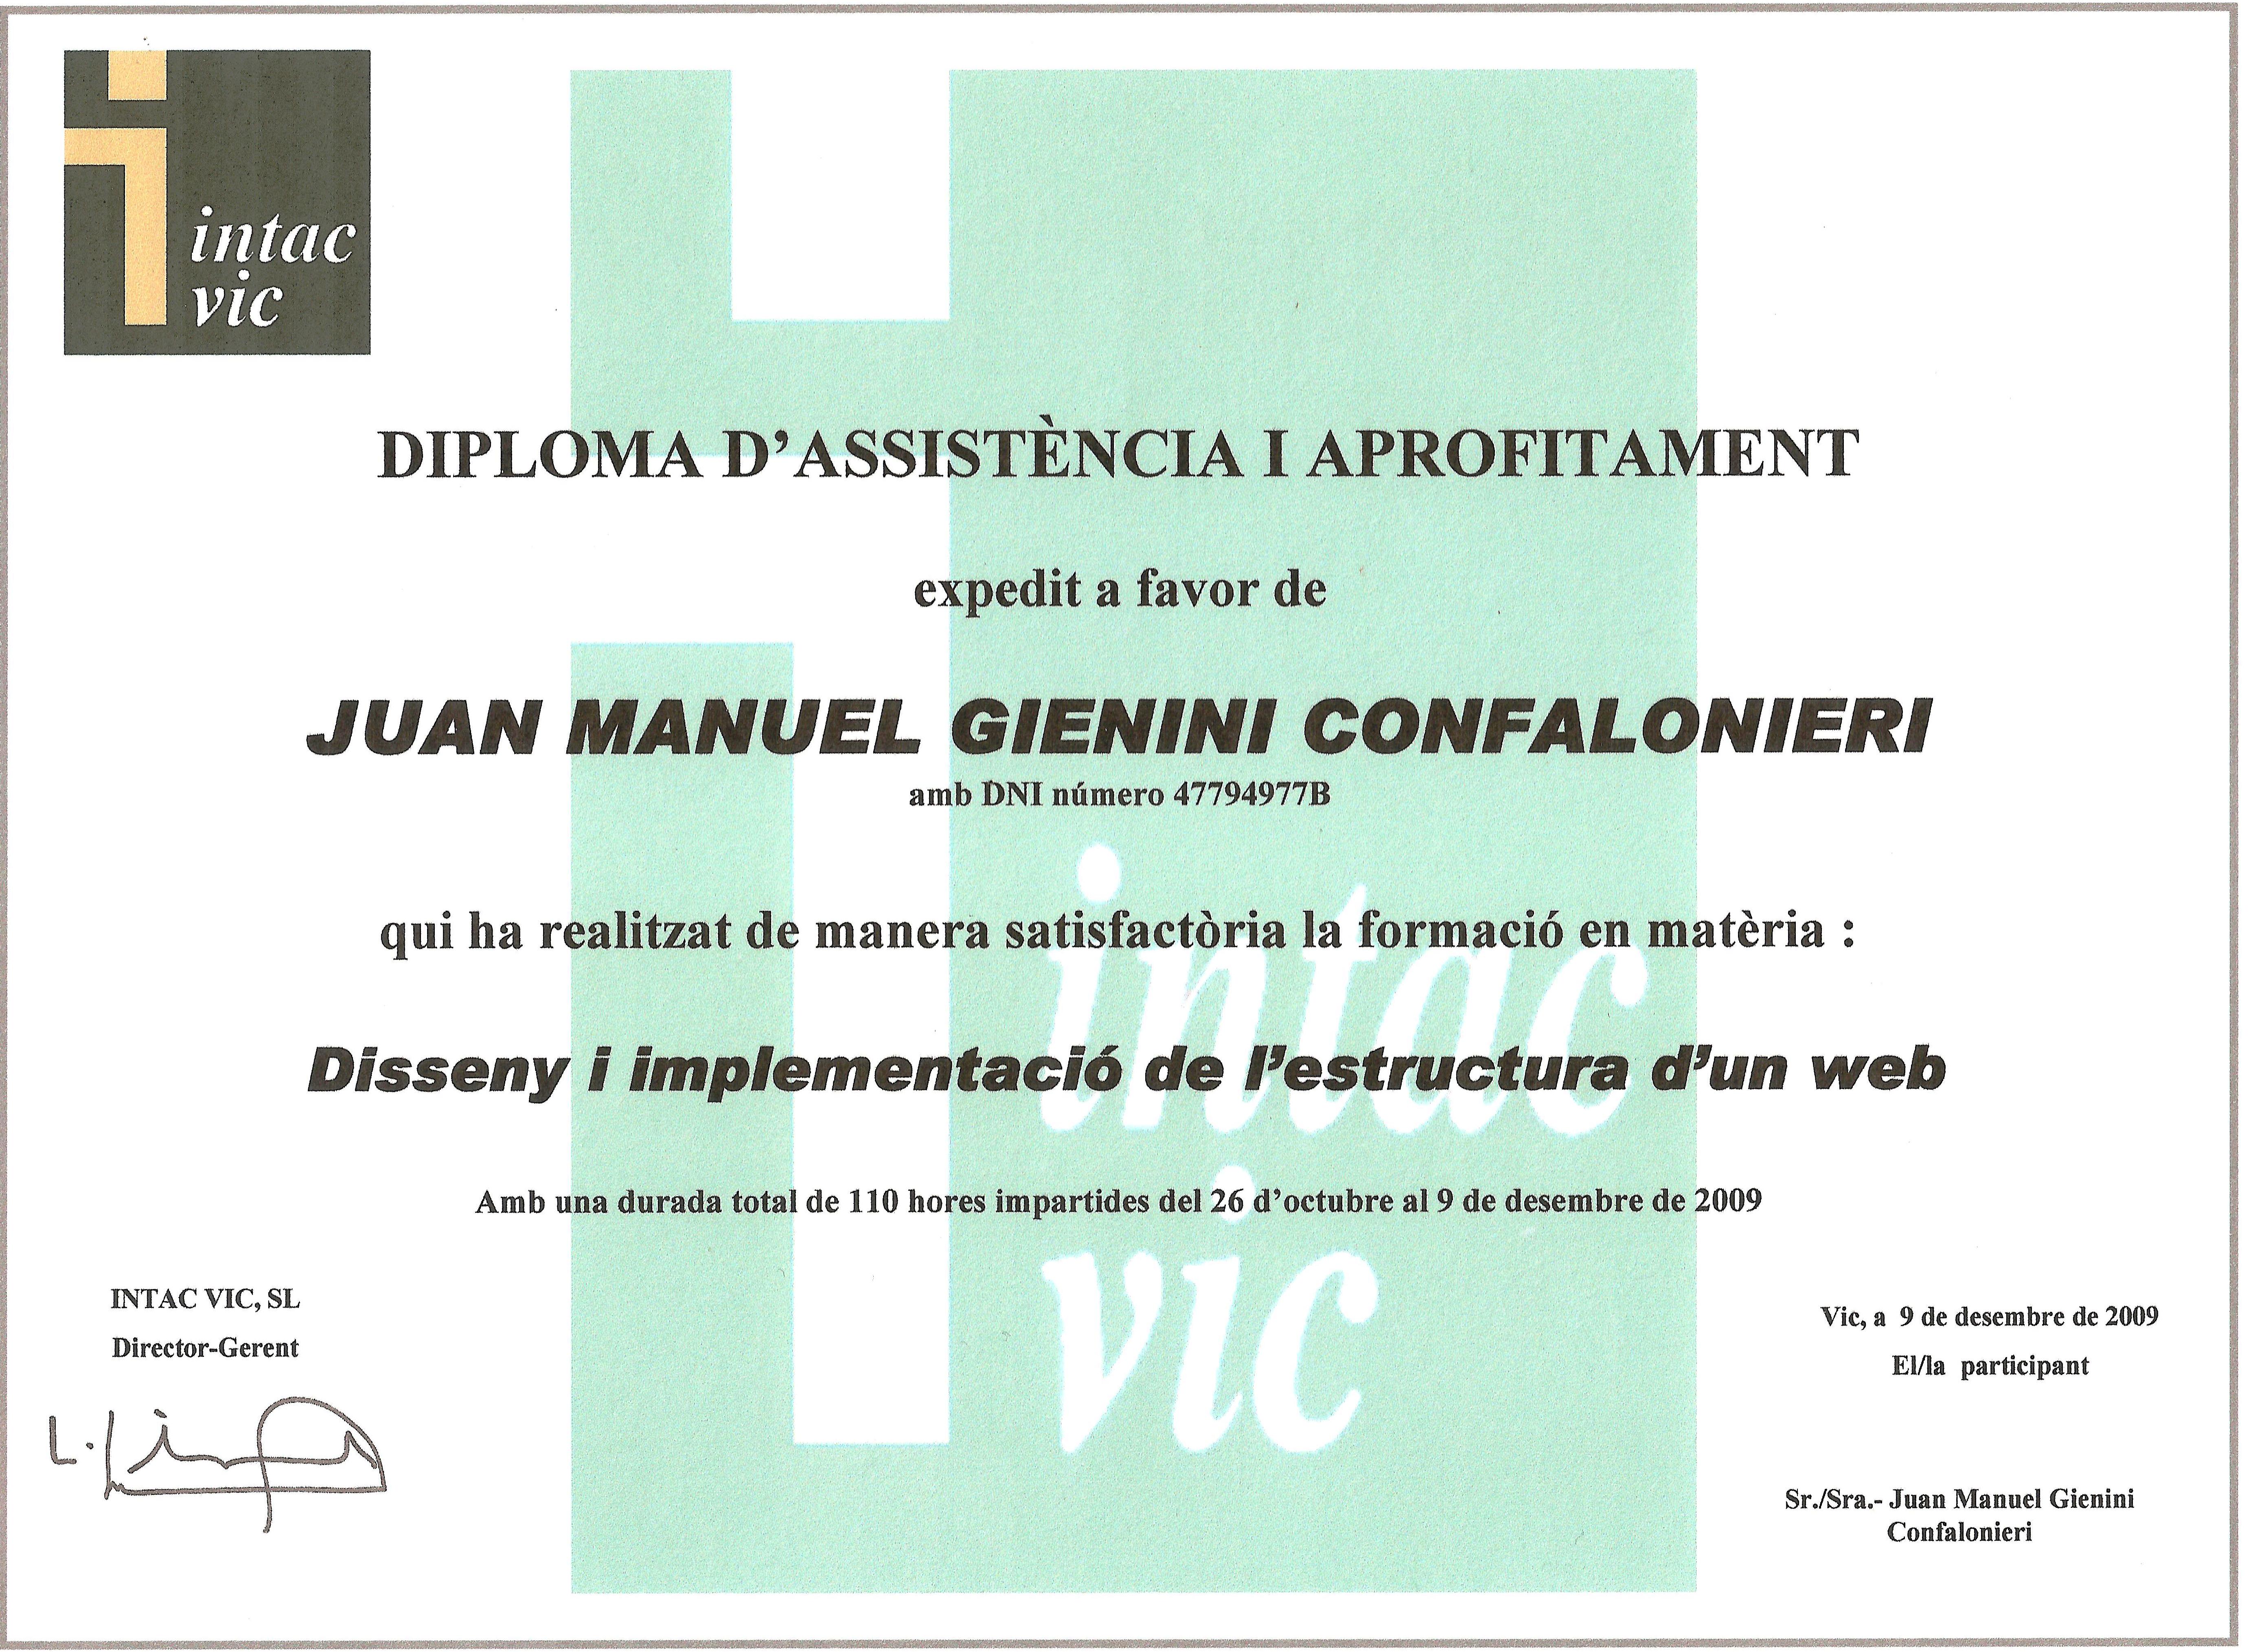 intac
vic
DIPLOMA D'ASSISTÈNCIA I APROFITAMENT
expedit a favor de
JUAN MANUEL GIENINI CONFALONIERI
amb DNI número 47794977B
qui ha realitzat de manera satisfactòria la formació en matèria :
intac
Disseny i implementació de l'estructura d'un web
Amb una durada total de 110 hores impartides del 26 d'octubre al 9 de desembre de 2009
vic
INTAC VIC, SL
Director-Gerent
Vic, a 9 de desembre de 2009
El/la participant
Sr./Sra.- Juan Manuel Gienini
Confalonieri